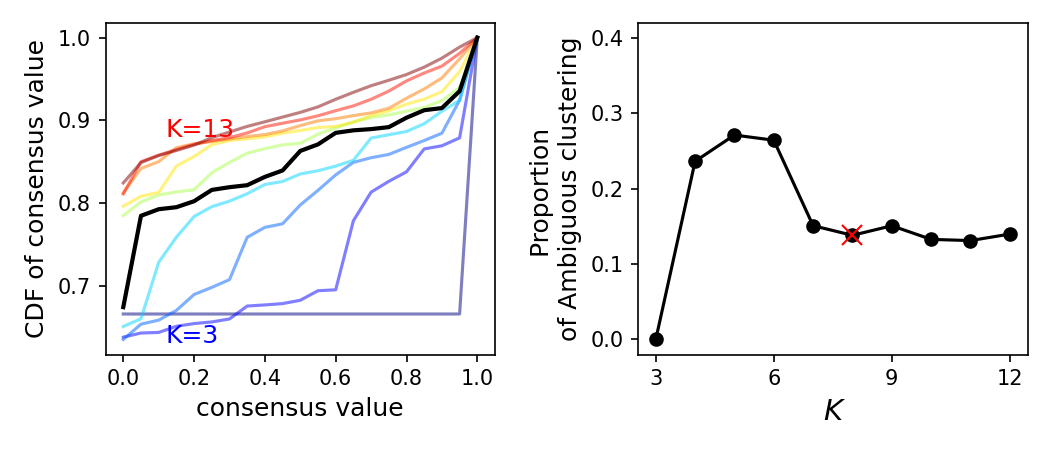 CDF of consensus value
1.0
0.9
0.8
0.7
K=13
K=3
0.0 0.2 0.4 0.6 0.8 1.0
consensus value
Proportion
of Ambiguous clustering
0.4
0.3
0.2
0.1
0.0
3 6 9 12
K